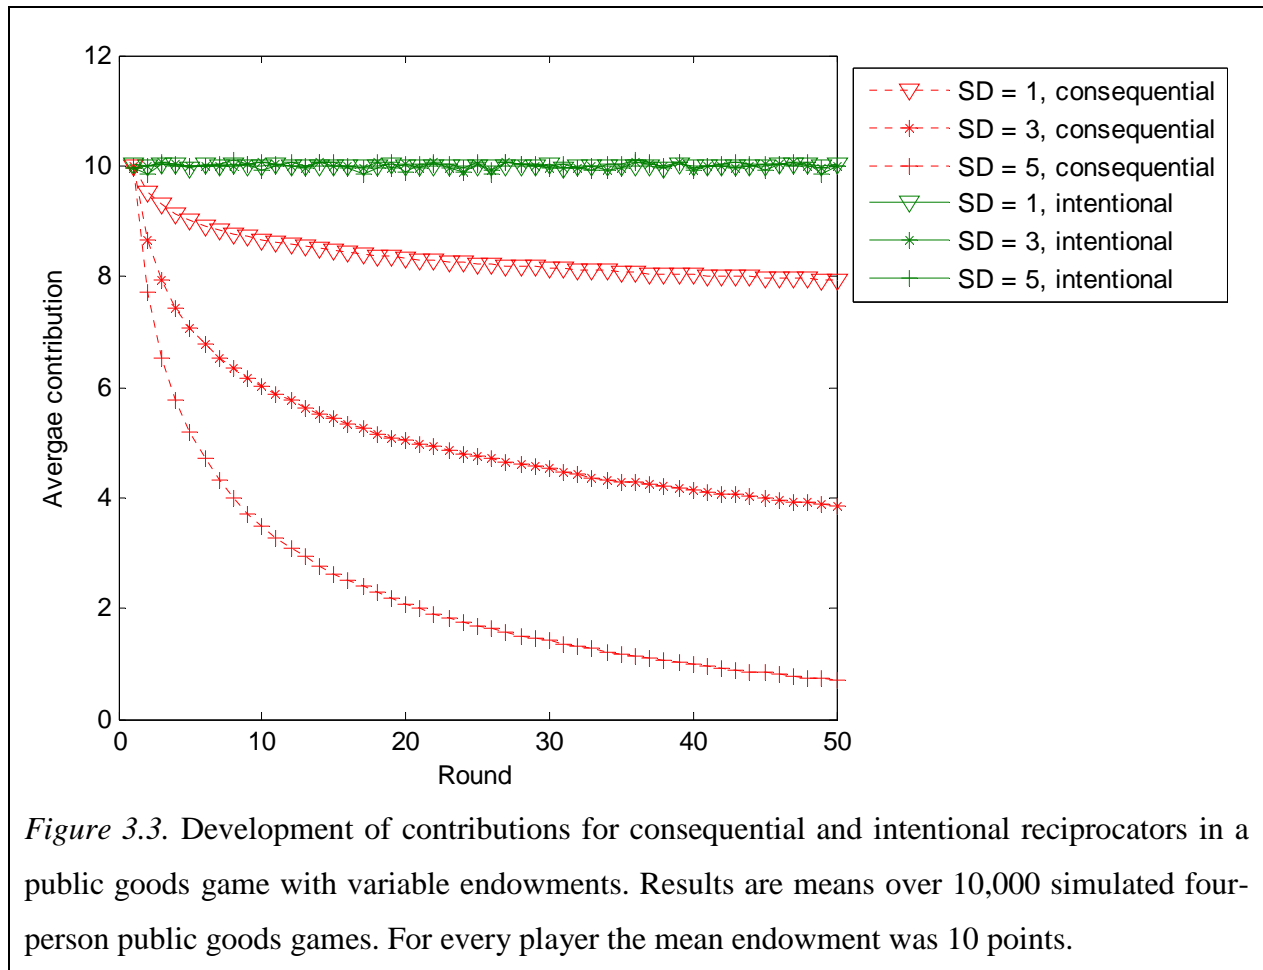 12
10
8
6
4
2
0
Avergae contribution
0 10 20 30 40 50
Round
SD = 1, consequential
SD = 3, consequential
SD = 5, consequential
SD = 1, intentional
SD = 3, intentional
SD = 5, intentional
Figure 3.3. Development of contributions for consequential and intentional reciprocators in a
public goods game with variable endowments. Results are means over 10,000 simulated four-
person public goods games. For every player the mean endowment was 10 points.